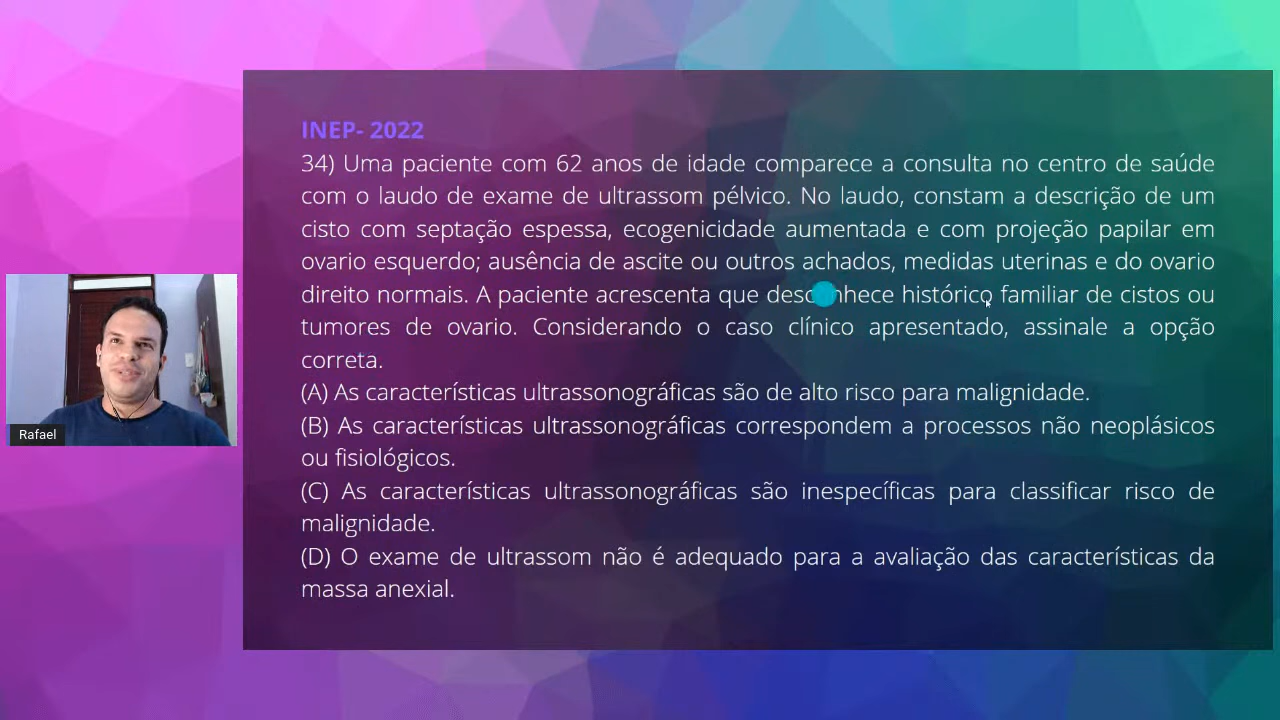 INEP- 2022
34) Uma paciente com 62 anos de idade comparece a consulta no centro de saúde
com o laudo de exame de ultrassom pélvico. No laudo, constam a descrição de um
cisto com septação espessa, ecogenicidade aumentada e com projeção papilar em
ovario esquerdo; ausência de ascite ou outros achados, medidas uterinas e do ovario
direito normais. A paciente acrescenta que desconhece histórico familiar de cistos ou
tumores de ovario. Considerando o caso clínico apresentado, assinale a opção
correta.
(A) As características ultrassonográficas são de alto risco para malignidade.
(B) As características ultrassonográficas correspondem a processos não neoplásicos
ou fisiológicos.
(C) As características ultrassonográficas são inespecíficas para classificar risco de
malignidade.
(D) O exame de ultrassom não é adequado para a avaliação das características da
massa anexial.
Rafael